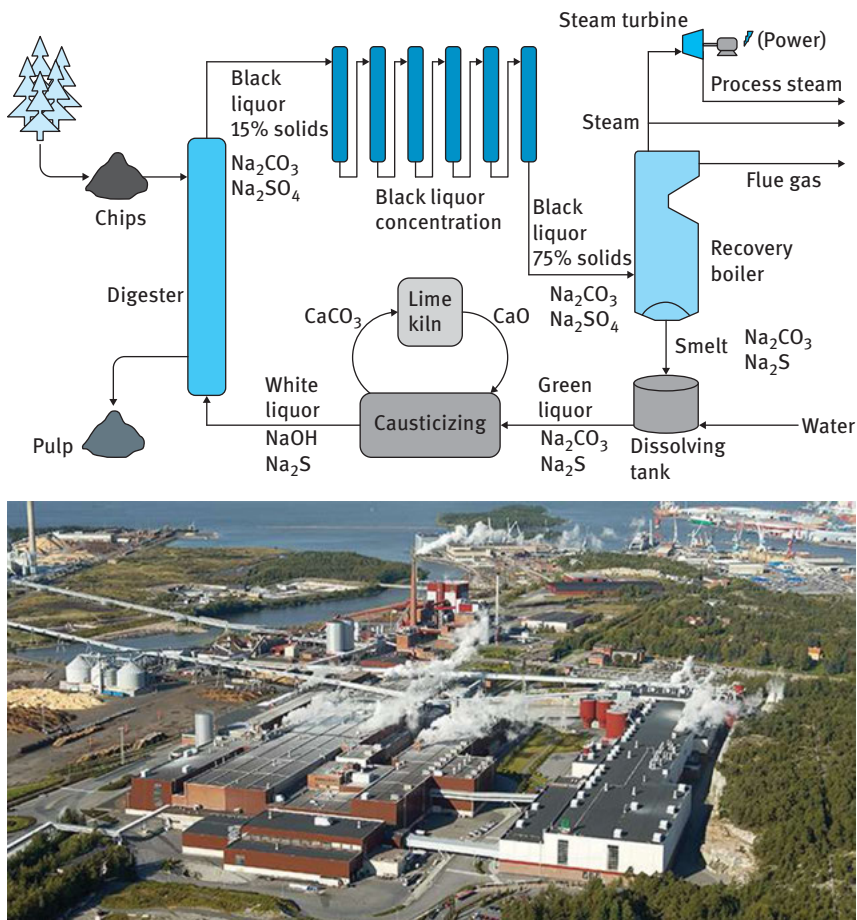 Steam turbine
(Power)
Process steam
Steam
Flue gas
Black
liquor
15% solids
Na₂CO₃
Na₂SO₄
Chips
Black liquor
concentration
Black
liquor
75% solids
Recovery
boiler
Digester
CaCO₃
Lime
kiln
CaO
Na₂CO₃
Na₂SO₄
Smelt
Na₂CO₃
Na₂S
White
liquor
NaOH
Na₂S
Causticizing
Green
liquor
Na₂CO₃
Na₂S
Water
Dissolving
tank
Pulp